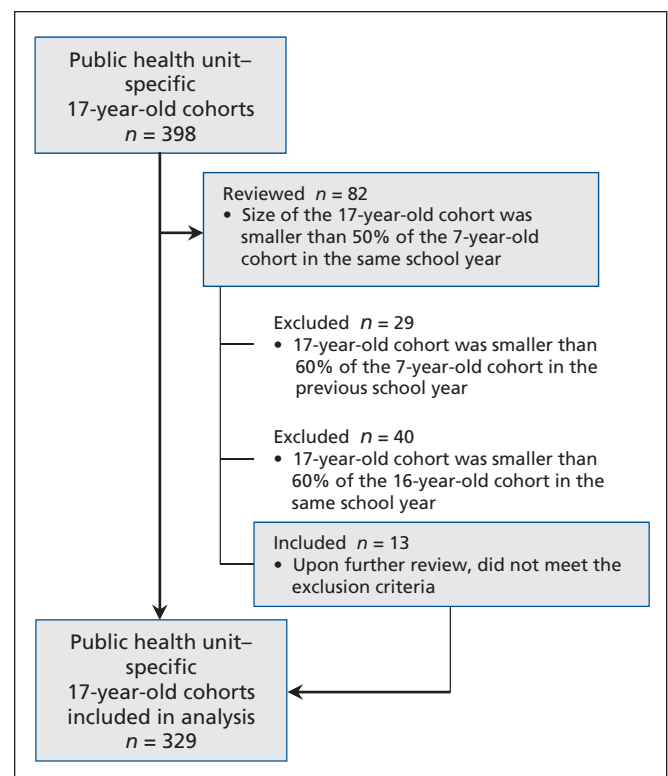 Public health unit–
specific
17-year-old cohorts
n = 398
Reviewed n = 82
• Size of the 17-year-old cohort was
smaller than 50% of the 7-year-old
cohort in the same school year
Excluded n = 29
• 17-year-old cohort was smaller than
60% of the 7-year-old cohort in the
previous school year
Excluded n = 40
• 17-year-old cohort was smaller than
60% of the 16-year-old cohort in the
same school year
Included n = 13
• Upon further review, did not meet the
exclusion criteria
Public health unit–
specific
17-year-old cohorts
included in analysis
n = 329